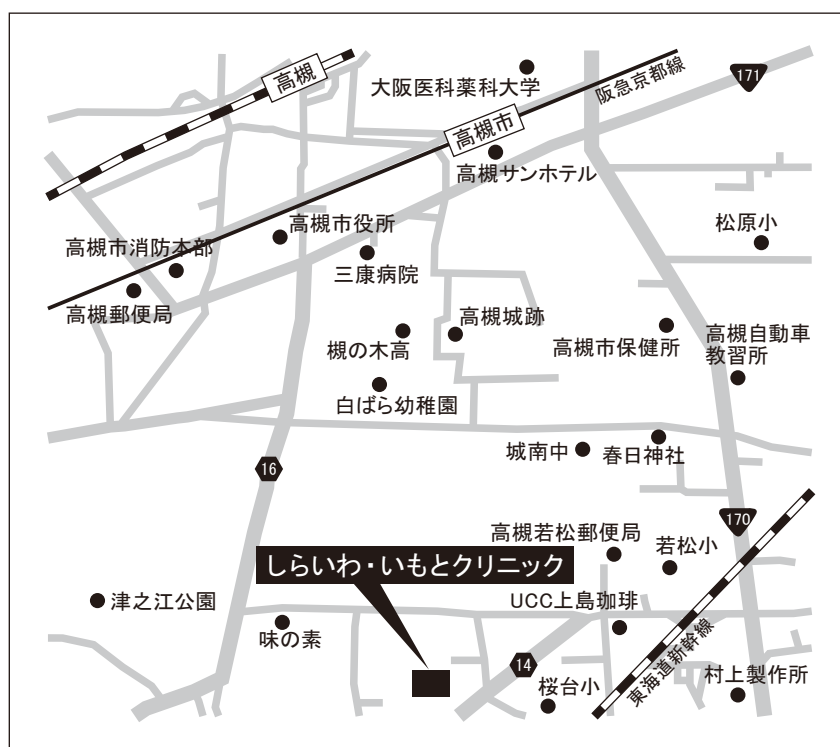 高槻
大阪医科薬科大学
阪急京都線
171
高槻市
高槻サンホテル
高槻市役所
松原小
高槻市消防本部
三康病院
高槻郵便局
高槻城跡
槻の木高
高槻市保健所
高槻自動車
教習所
白ばら幼稚園
城南中
春日神社
16
170
高槻若松郵便局
若松小
しらいわ・いもとクリニック
津之江公園
UCC上島珈琲
味の素
東海道新幹線
14
桜台小
村上製作所